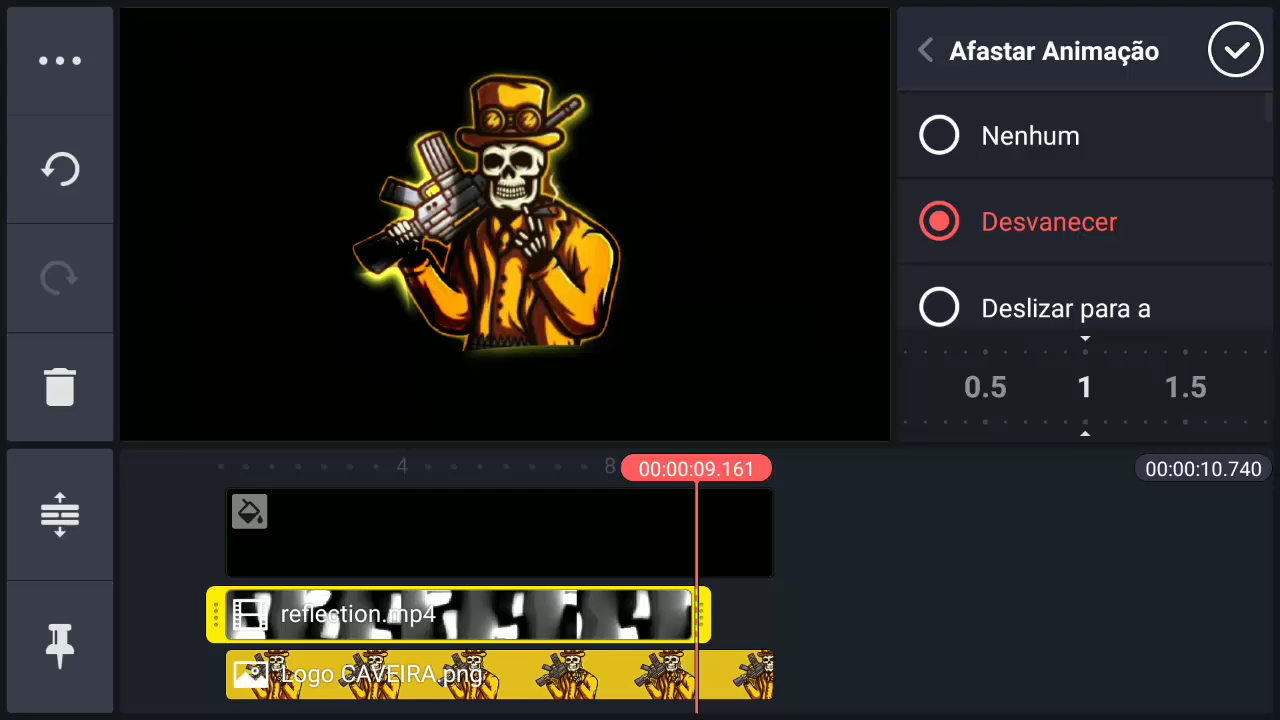 Afastar Animação
Nenhum
Desvanecer
Deslizar para a
0.5 1 1.5
4 8 00:00:09.161 00:00:10.740
reflection.mp4
Logo CAVEIRA.png